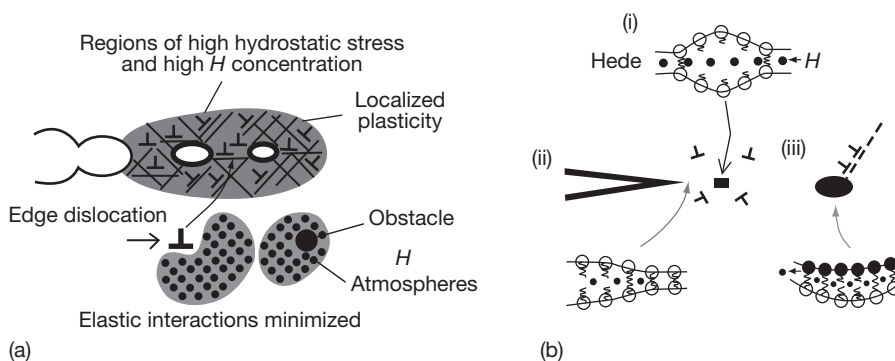 Regions of high hydrostatic stress
and high H concentration
Localized
plasticity
Edge dislocation
Obstacle
H
Atmospheres
Elastic interactions minimized
(a)
(i)
Hede
H
(ii)
(iii)
(b)